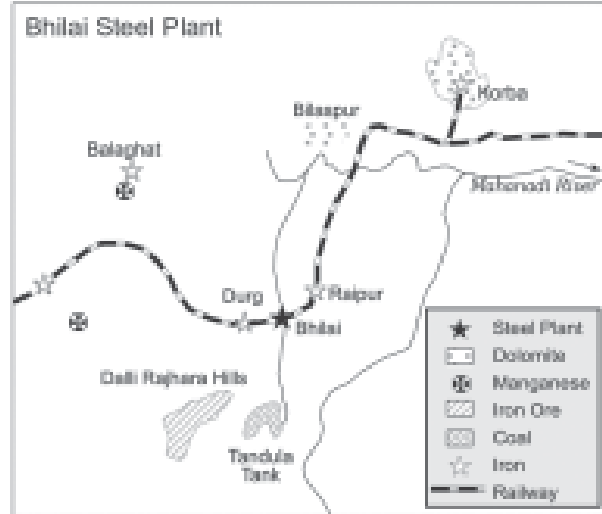 Bhilai Steel Plant
Korba
Bilaspur
Balaghat
Mahanadi River
Durg
Raipur
Bhilai
Dalli Rajhara Hills
Tandula
Tank
Steel Plant
Dolomite
Manganese
Iron Ore
Coal
Iron
Railway